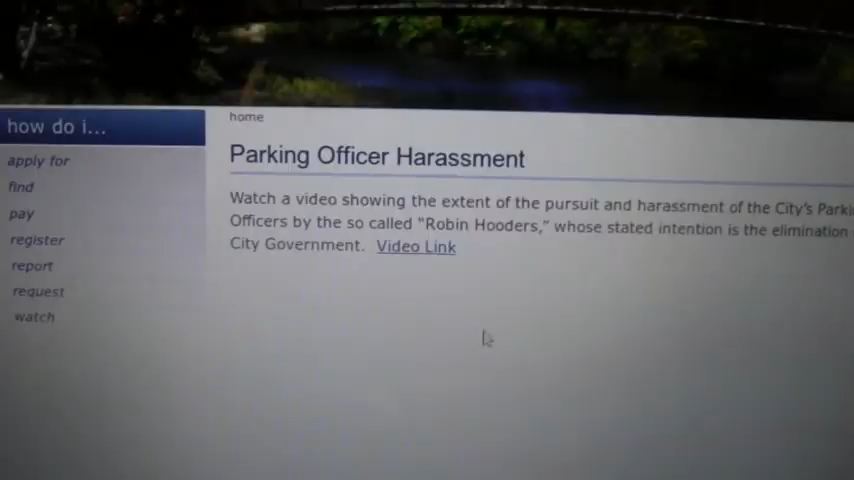 how do i...
apply for
find
pay
register
report
request
watch
home
Parking Officer Harassment
Watch a video showing the extent of the pursuit and harassment of the City's
Officers by the so called "Robin Hooders," whose stated intention is the elimination
City Government. Video Link